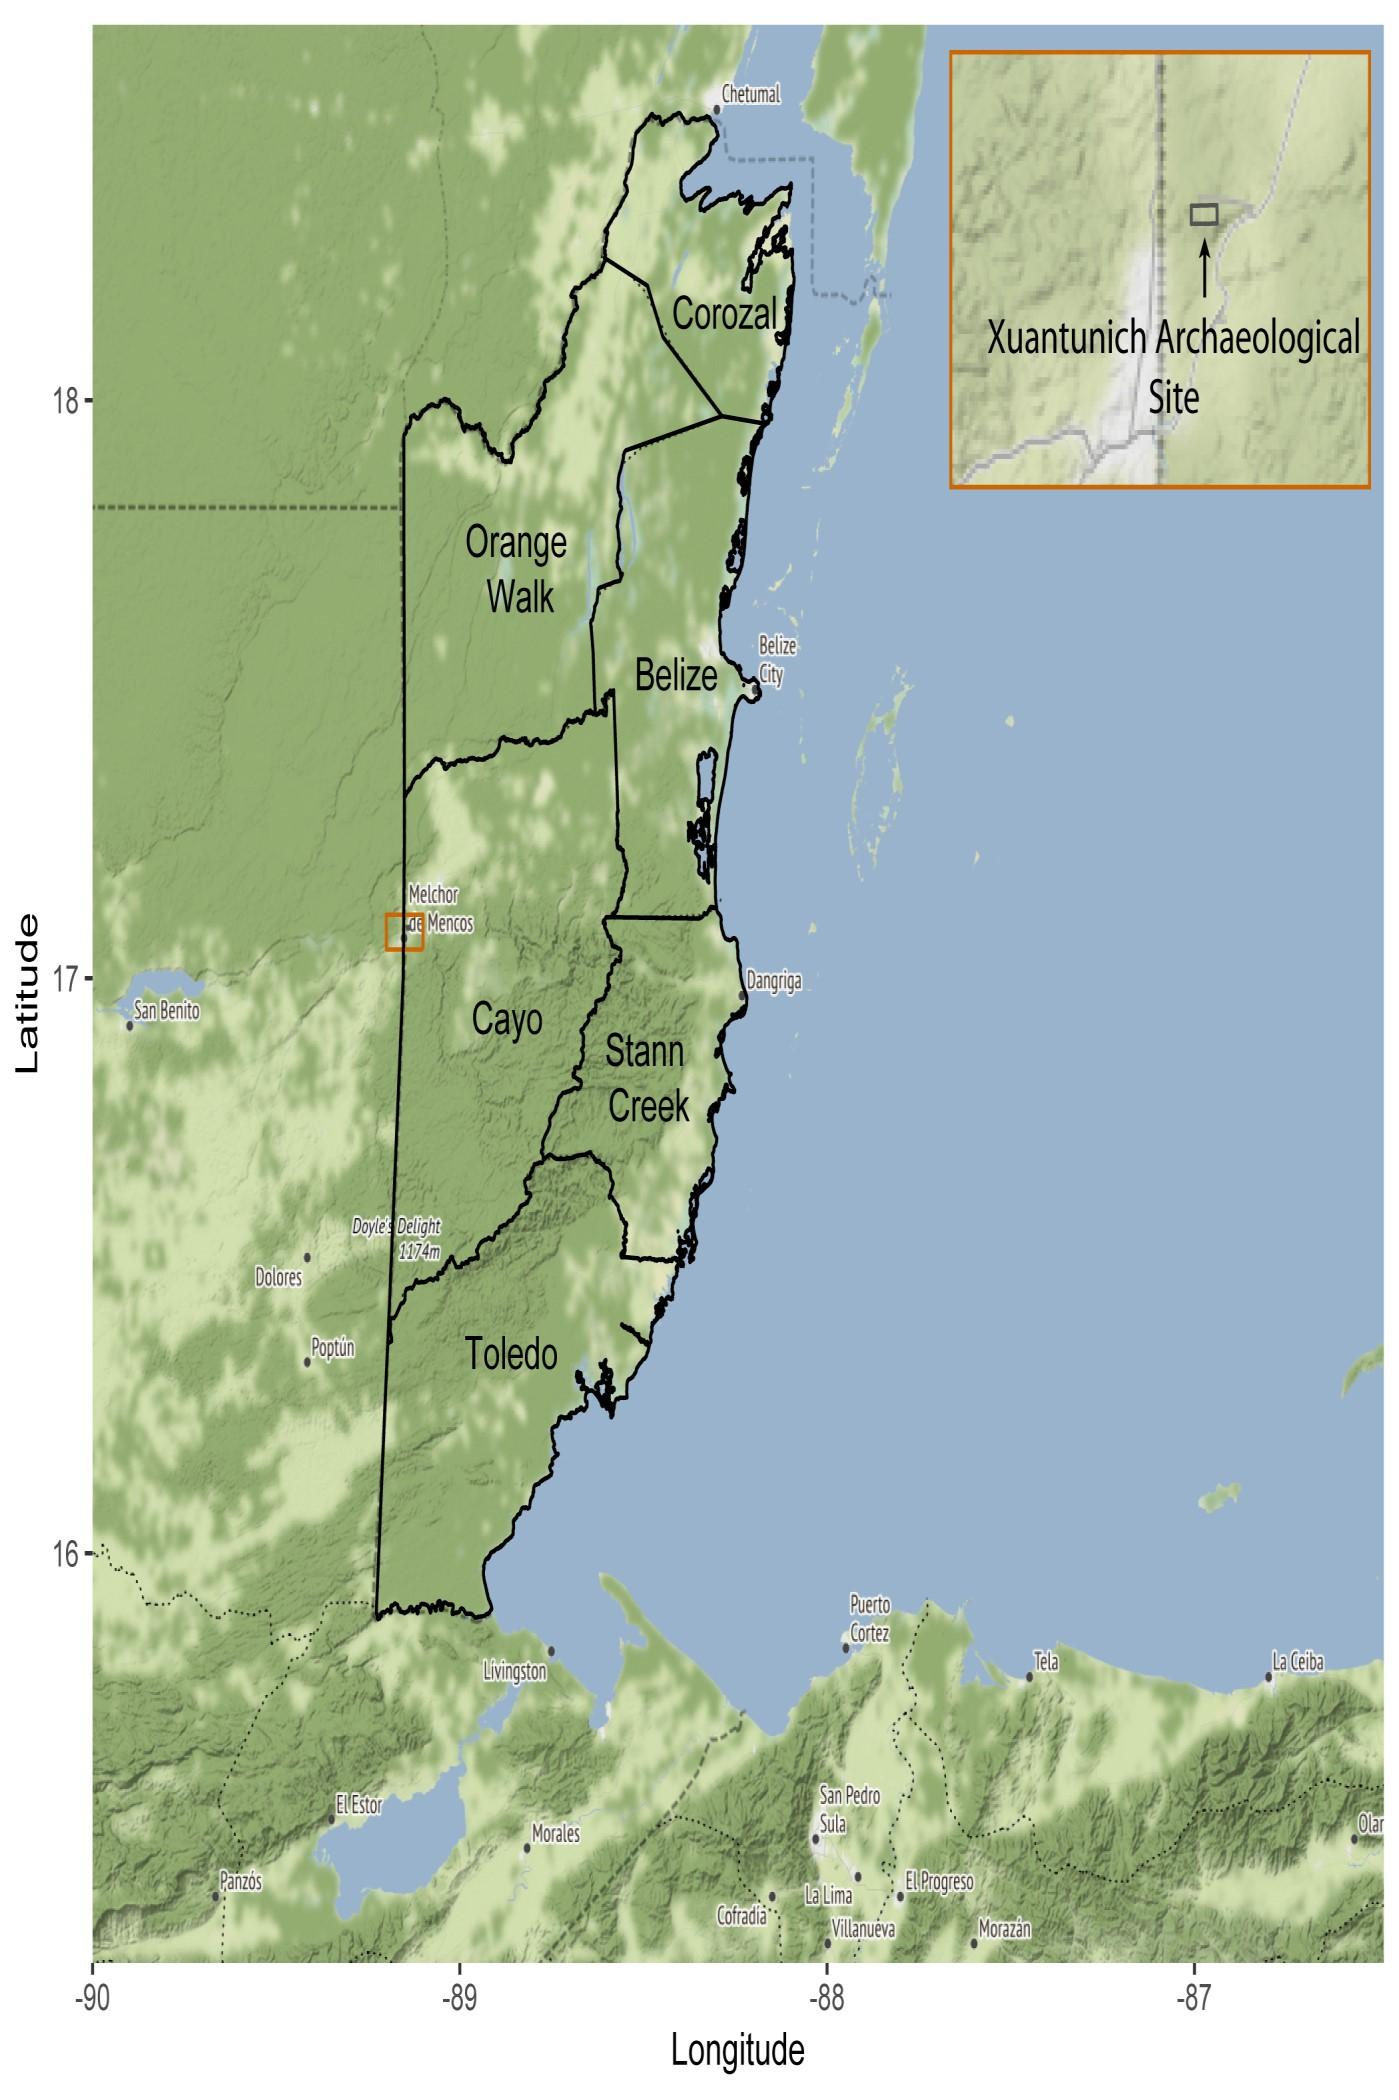 Chetumal
Corozal
Xuantunich Archaeological
Site
18
Orange
Walk
Belize
City
Belize
Melchor
de Mencos
Latitude
17
San Benito
Dangriga
Cayo
Stann
Creek
Doyle's Delight
1174m
Dolores
Poptún
Toledo
16
Puerto
Cortez
Livingston
Tela
La Ceiba
El Estor
San Pedro
Sula
Morales
Olan
Panzós
La Lima
El Progreso
Cofradía
Villanueva
Morazán
-90
-89
-88
-87
Longitude